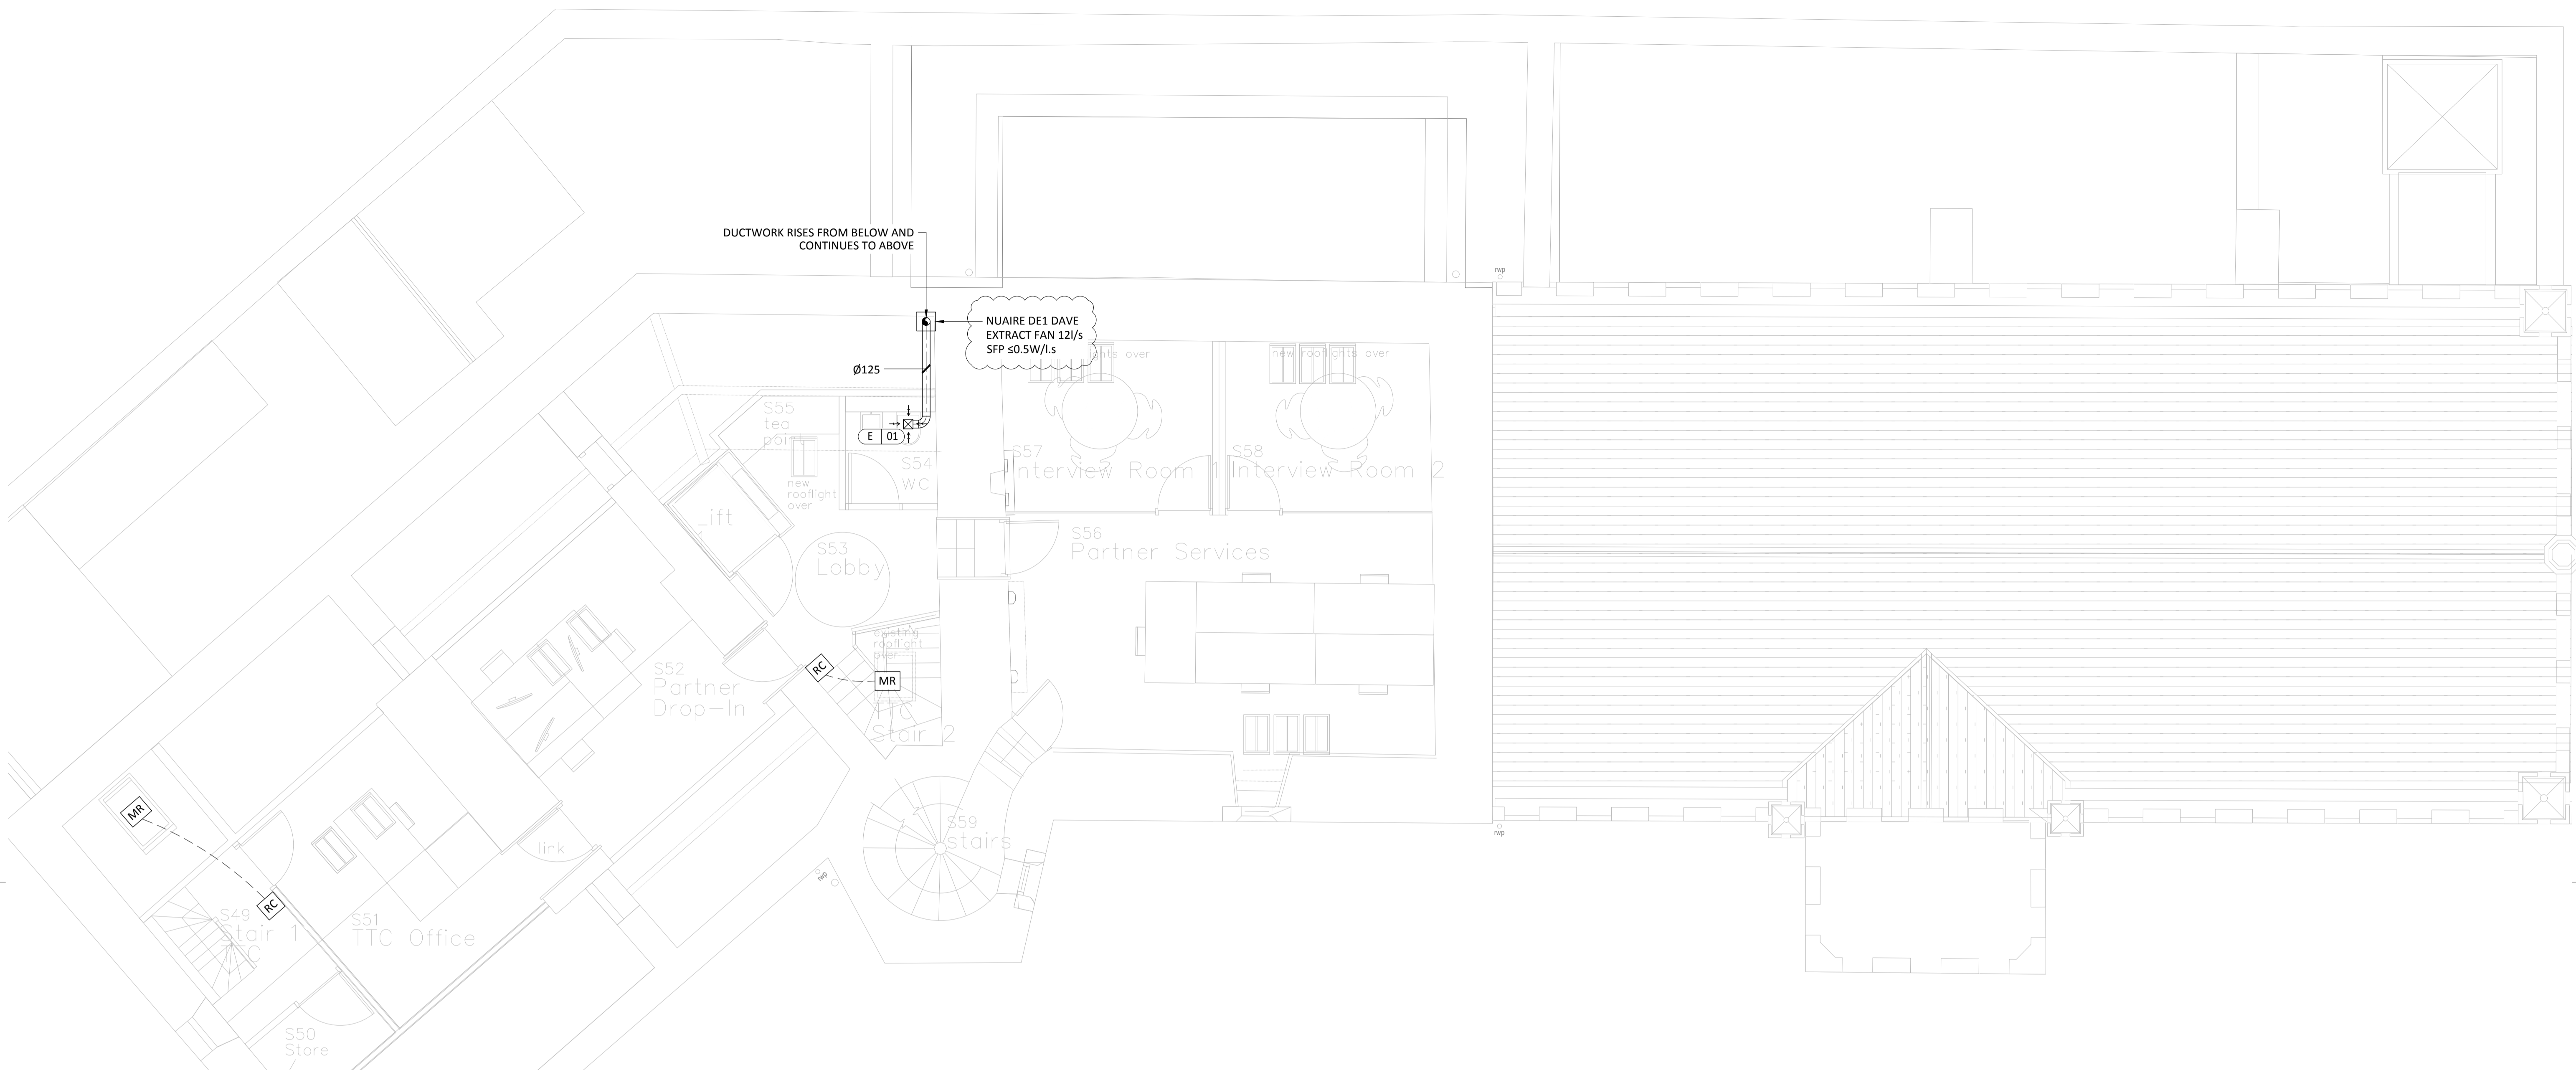 DUCTWORK RISES FROM BELOW AND
CONTINUES TO ABOVE
NUAIRE DE1 DAVE
EXTRACT FAN 12l/s
SFP ≤0.5W/l.s
Ø125
E 01
rwp
new rooflights over
S55
tea
point
S54
WC
new
rooflight
over
S57
Interview Room 1
S58
Interview Room 2
Lift
1
S53
Lobby
S56
Partner Services
existing
rooflight
over
RC
MR
Stair 2
S52
Partner
Drop-In
MR
RC
link
S59
stairs
rwp
rwp
S49
Stair 1
TTC
S51
TTC Office
S50
Store